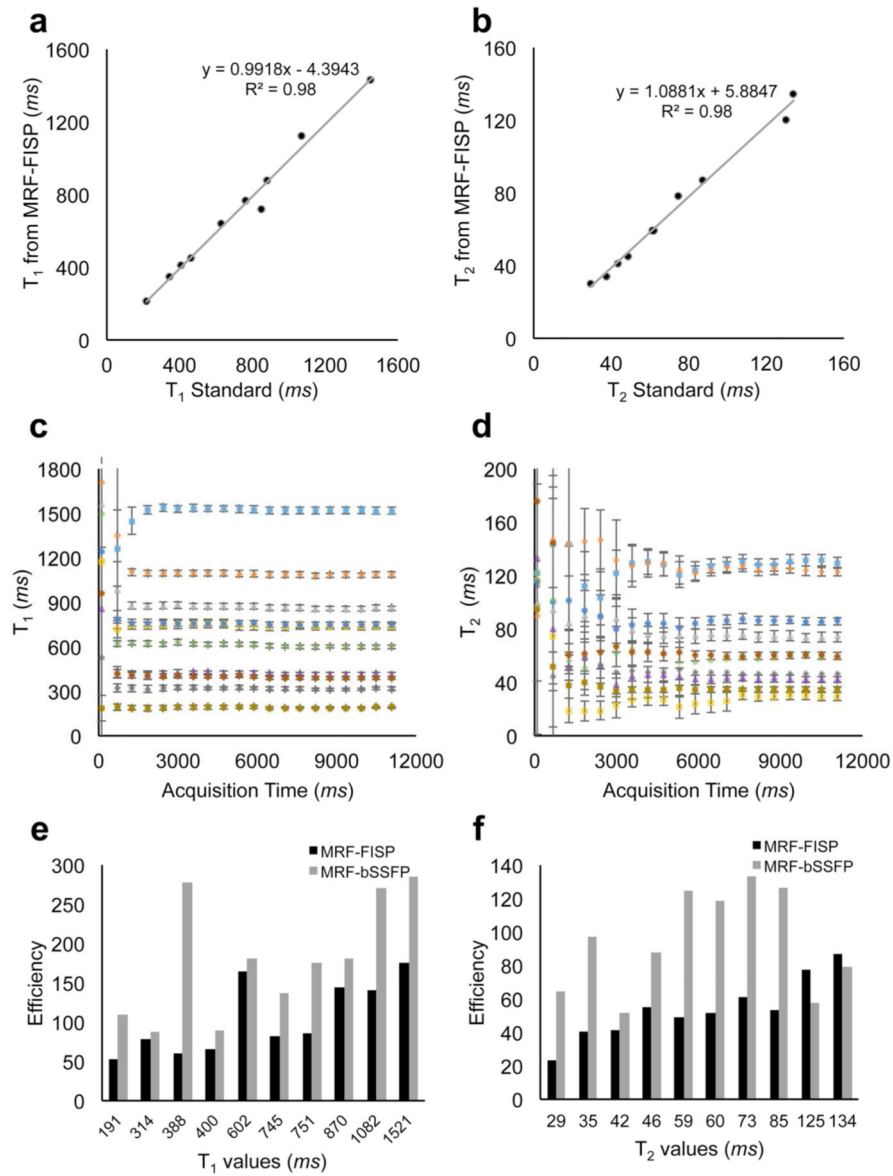 a
1600
1200
800
400
0
T1 from MRF-FISP (ms)
y = 0.9918x - 4.3943
R² = 0.98
0 400 800 1200 1600
T1 Standard (ms)
b
160
120
80
40
0
T2 from MRF-FISP (ms)
y = 1.0881x + 5.8847
R² = 0.98
0 40 80 120 160
T2 Standard (ms)
c
1800
1500
1200
900
600
300
0
T1 (ms)
0 3000 6000 9000 12000
Acquisition Time (ms)
d
200
160
120
80
40
0
T2 (ms)
0 3000 6000 9000 12000
Acquisition Time (ms)
e
MRF-FISP
MRF-bSSFP
300
250
200
150
100
50
0
Efficiency
191 314 388 400 602 745 751 870 1082 1521
T1 values (ms)
f
MRF-FISP
MRF-bSSFP
140
120
100
80
60
40
20
0
Efficiency
29 35 42 46 59 60 73 85 125 134
T2 values (ms)